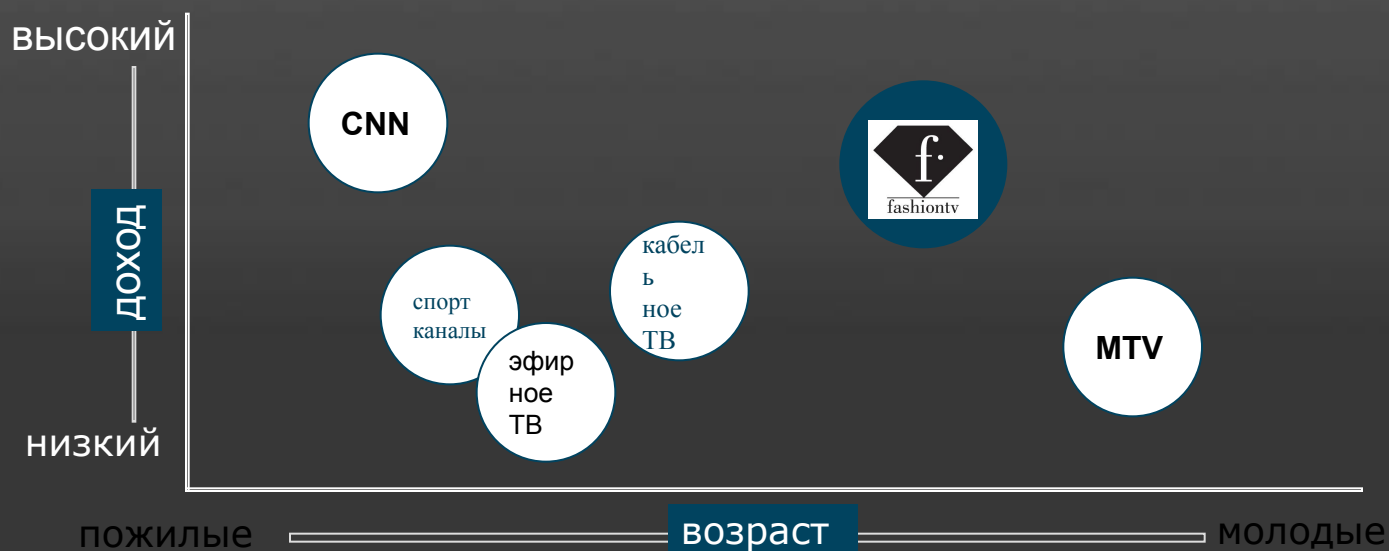 высокий
CNN
f.
fashiontv
доход
кабел
ь
ное
ТВ
спорт
каналы
эфир
ное
ТВ
MTV
низкий
пожилые
возраст
молодые